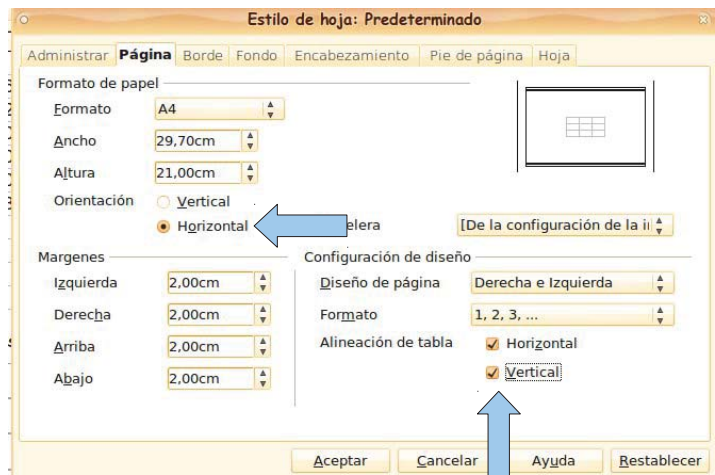 Estilo de hoja: Predeterminado
Administrar Página Borde Fondo Encabezamiento Pie de página Hoja
Formato de papel
Formato A4
Ancho 29,70cm
Altura 21,00cm
Orientación Vertical
Horizontal
elera [De la configuración de la
Margenes
Izquierda 2,00cm
Derecha 2,00cm
Arriba 2,00cm
Abajo 2,00cm
Configuración de diseño
Diseño de página Derecha e Izquierda
Formato 1, 2, 3, ...
Alineación de tabla Horizontal
Vertical
Aceptar Cancelar Ayuda Restablecer